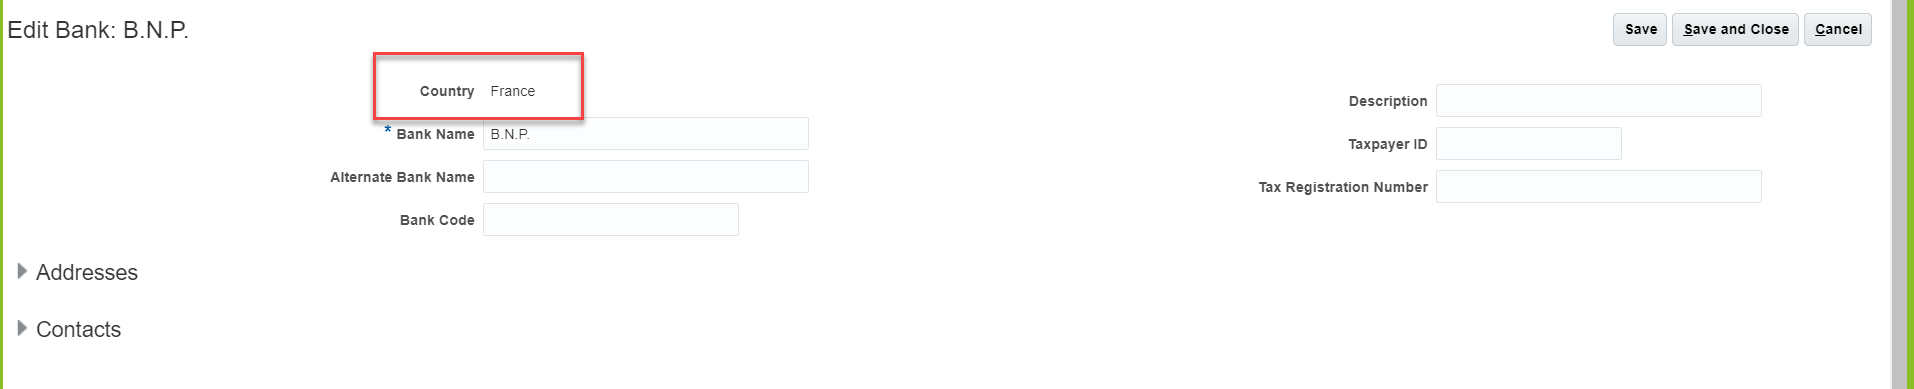 Edit Bank: B.N.P.
Save
Save and Close
Cancel
Country France
* Bank Name B.N.P.
Alternate Bank Name
Bank Code
Description
Taxpayer ID
Tax Registration Number
Addresses
Contacts